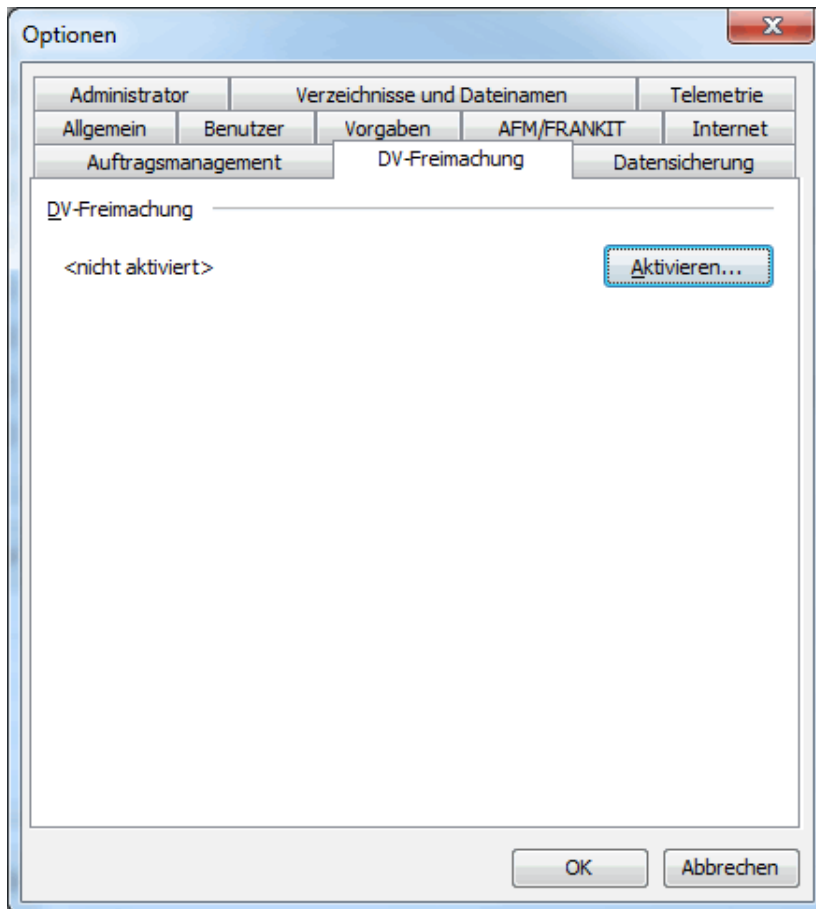 Optionen
Administrator Verzeichnisse und Dateinamen Telemetrie
Allgemein Benutzer Vorgaben AFM/FRANKIT Internet
Auftragsmanagement DV-Freimachung Datensicherung
DV-Freimachung
<nicht aktiviert> Aktivieren...
OK Abbrechen